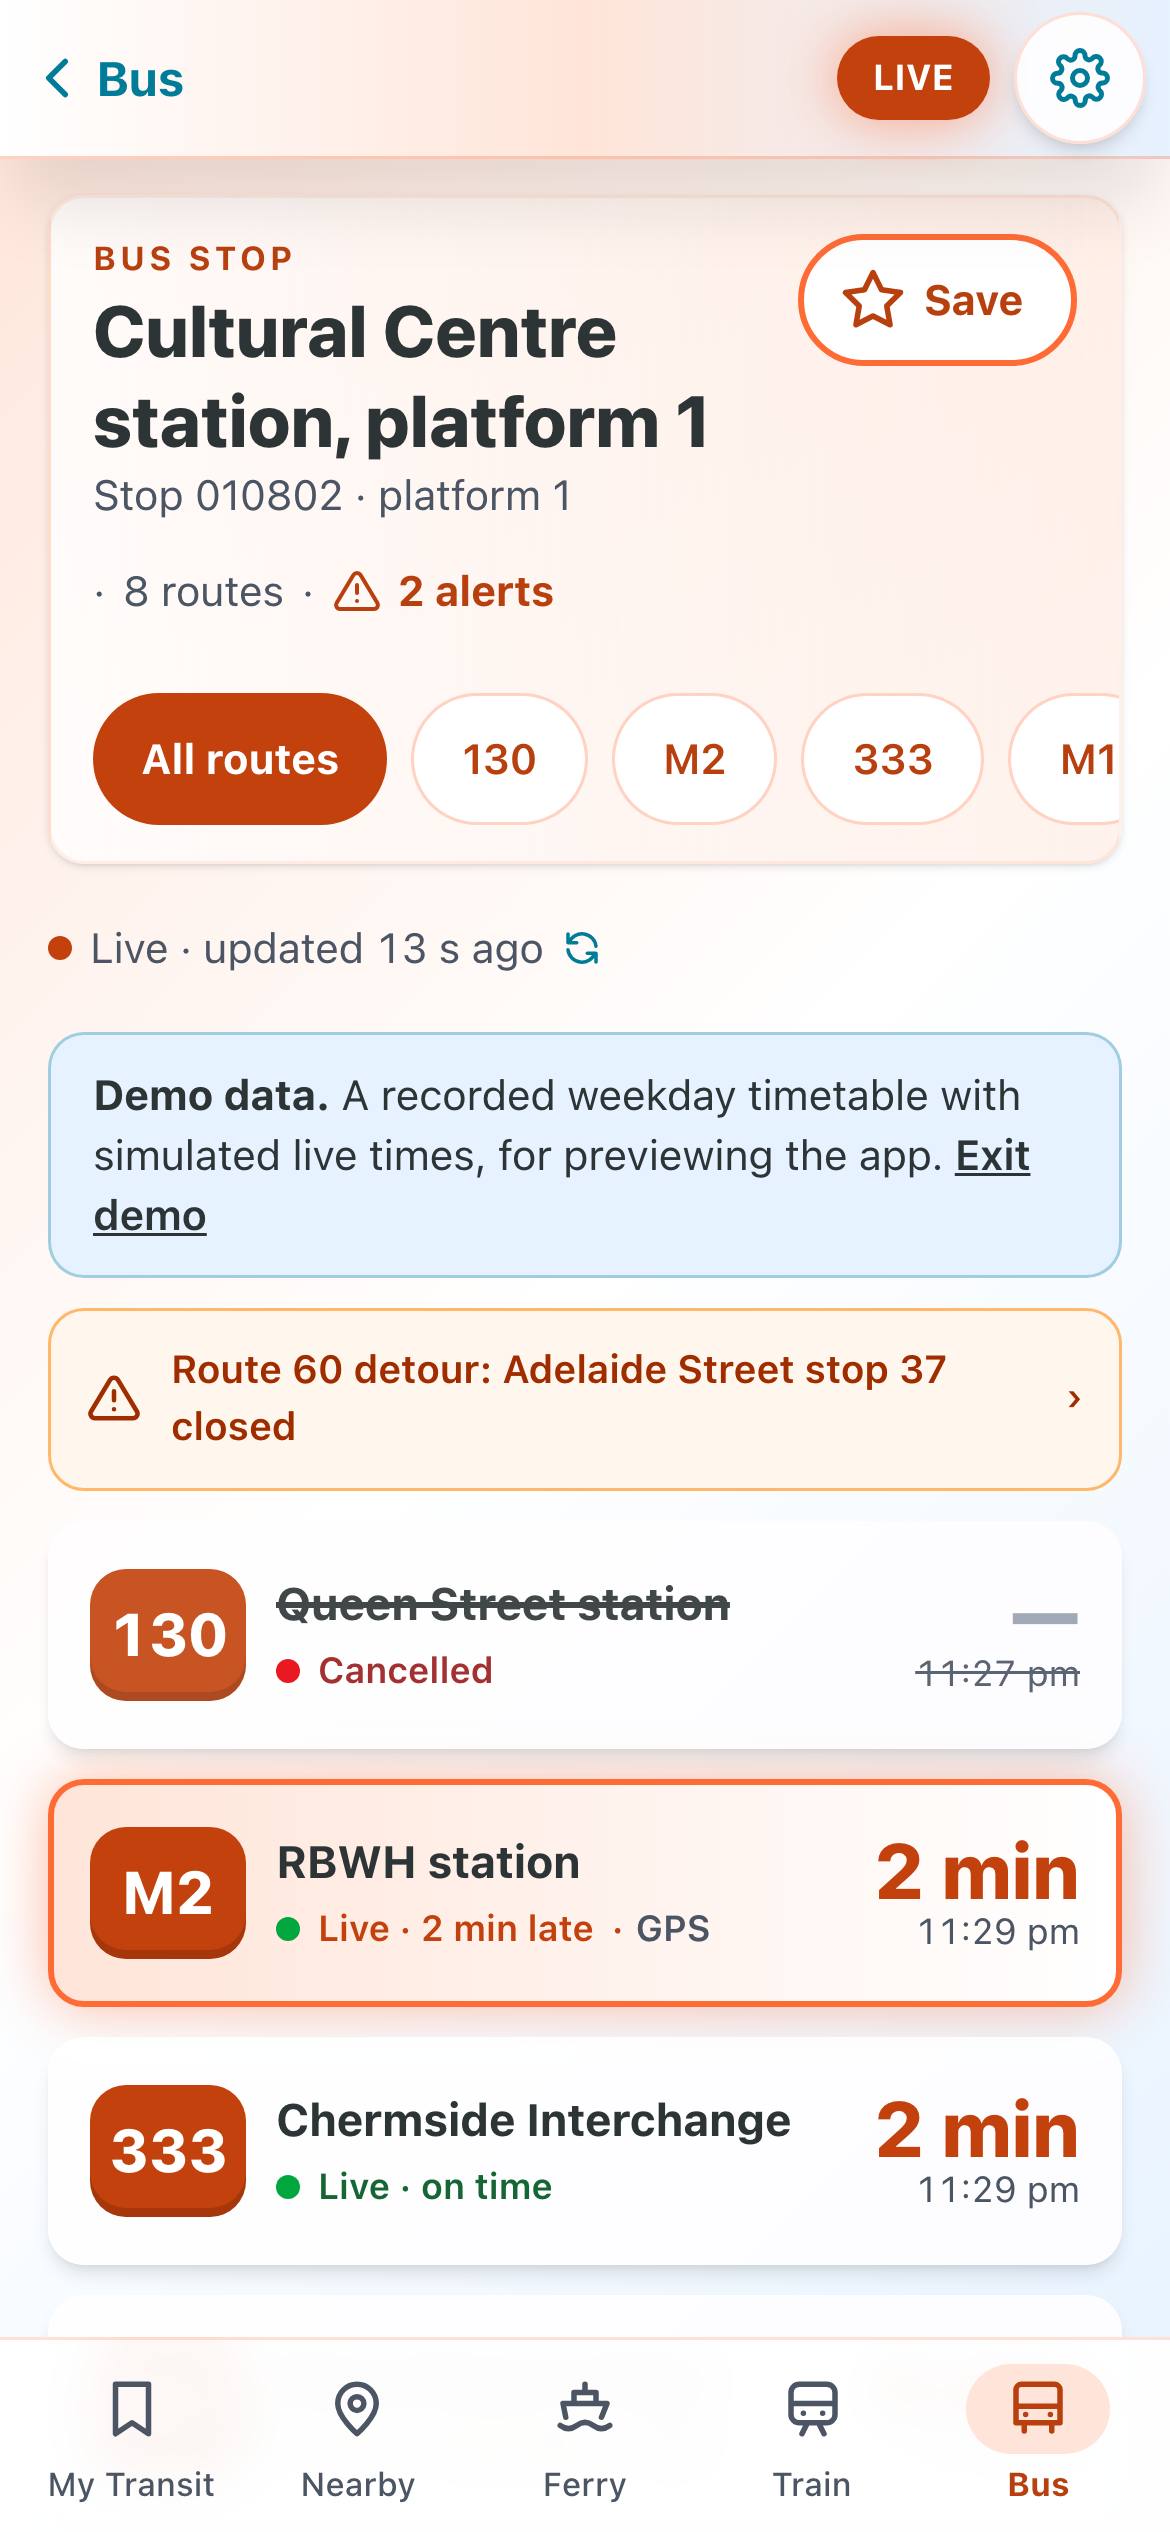 Bus
LIVE
BUS STOP
Cultural Centre
station, platform 1
Save
Stop 010802 · platform 1
· 8 routes · 2 alerts
All routes
130
M2
333
M1
Live · updated 13 s ago
Demo data. A recorded weekday timetable with
simulated live times, for previewing the app. Exit
demo
Route 60 detour: Adelaide Street stop 37
closed
›
130
Queen Street station
—
Cancelled
11:27 pm
M2
RBWH station
2 min
Live · 2 min late · GPS
11:29 pm
333
Chermside Interchange
2 min
Live · on time
11:29 pm
My Transit
Nearby
Ferry
Train
Bus